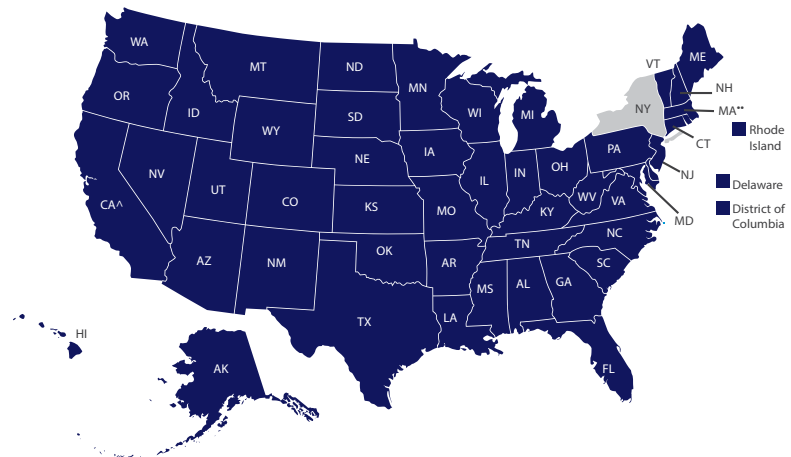 WA
MT
ND
MN
VT
ME
OR
ID
WY
SD
WI
MI
NY
NH
MA**
Rhode
Island
CT
NV
UT
CO
NE
IA
IL
IN
OH
PA
NJ
Delaware
CA^
KS
MO
KY
WV
VA
MD
District of
Columbia
AZ
NM
OK
AR
TN
NC
SC
MS
AL
GA
TX
LA
FL
HI
AK